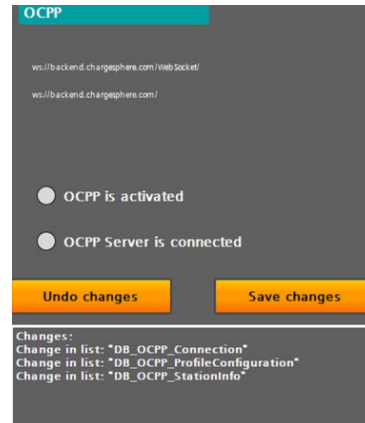 OCPP
ws://backend.chargesphere.com/WebSocket/
ws://backend.chargesphere.com/
OCPP is activated
OCPP Server is connected
Undo changes
Save changes
Changes:
Change in list: "DB_OCPP_Connection"
Change in list: "DB_OCPP_ProfileConfiguration"
Change in list: "DB_OCPP_StationInfo"